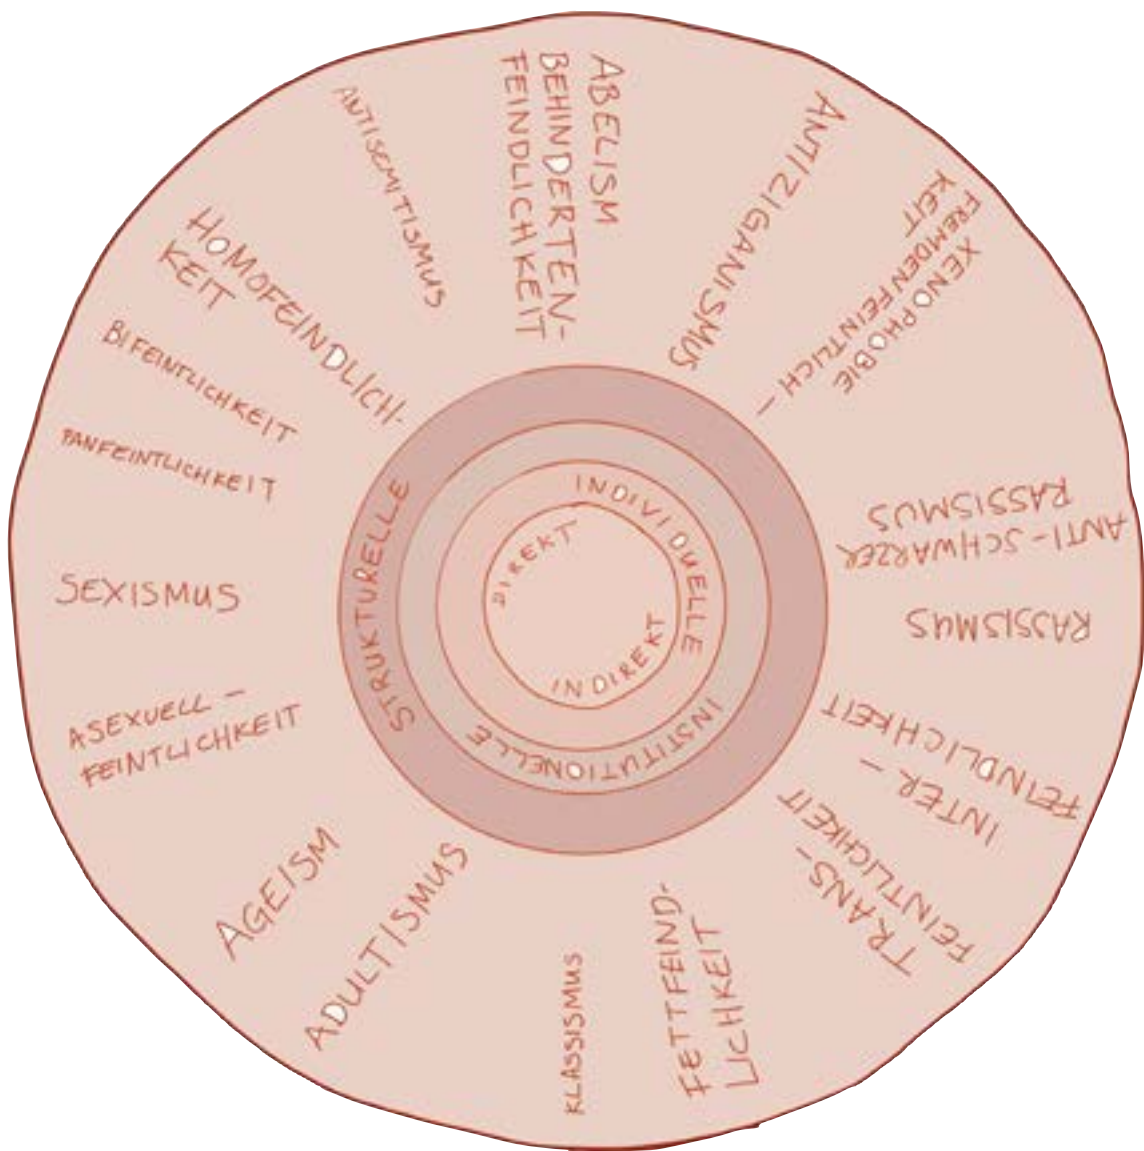 ABELISM
BEHINDERTEN-
FEINDLICHKEIT
ANTIZIGANISMUS
XENOPHOBIE
FREMDENFEINTLICH-
KEIT
ANTI-SCHWARZER
RASSISMUS
RASSISMUS
INTER-
FEINDLICHKEIT
TRANS-
FEINTLICHKEIT
FETTFEIND-
LICHKEIT
KLASSISMUS
ADULTISMUS
AGEISM
ASEXUELL-
FEINTLICHKEIT
SEXISMUS
PANFEINTLICHKEIT
BIFEINTLICHKEIT
HOMOFEINDLICH-
KEIT
ANTISEMITISMUS
STRUKTURELLE
INSTITUTIONELLE
INDIVIDUELLE
DIREKT
INDIREKT